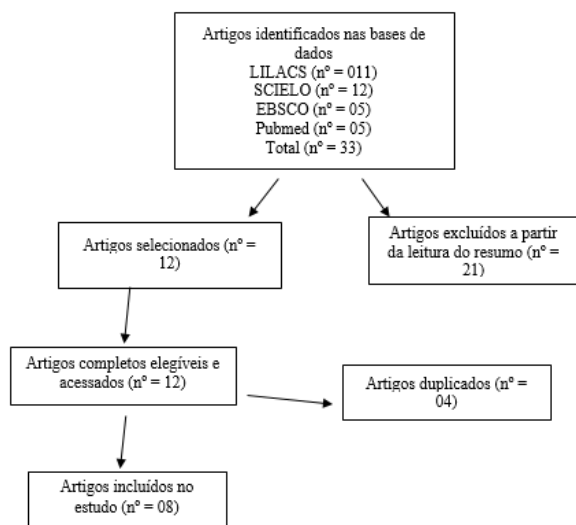 Artigos identificados nas bases de
dados
LILACS (nº = 011)
SCIELO (nº = 12)
EBSCO (nº = 05)
Pubmed (nº = 05)
Total (nº = 33)
Artigos selecionados (nº =
12)
Artigos excluídos a partir
da leitura do resumo (nº =
21)
Artigos completos elegíveis e
acessados (nº = 12)
Artigos duplicados (nº =
04)
Artigos incluídos no
estudo (nº = 08)